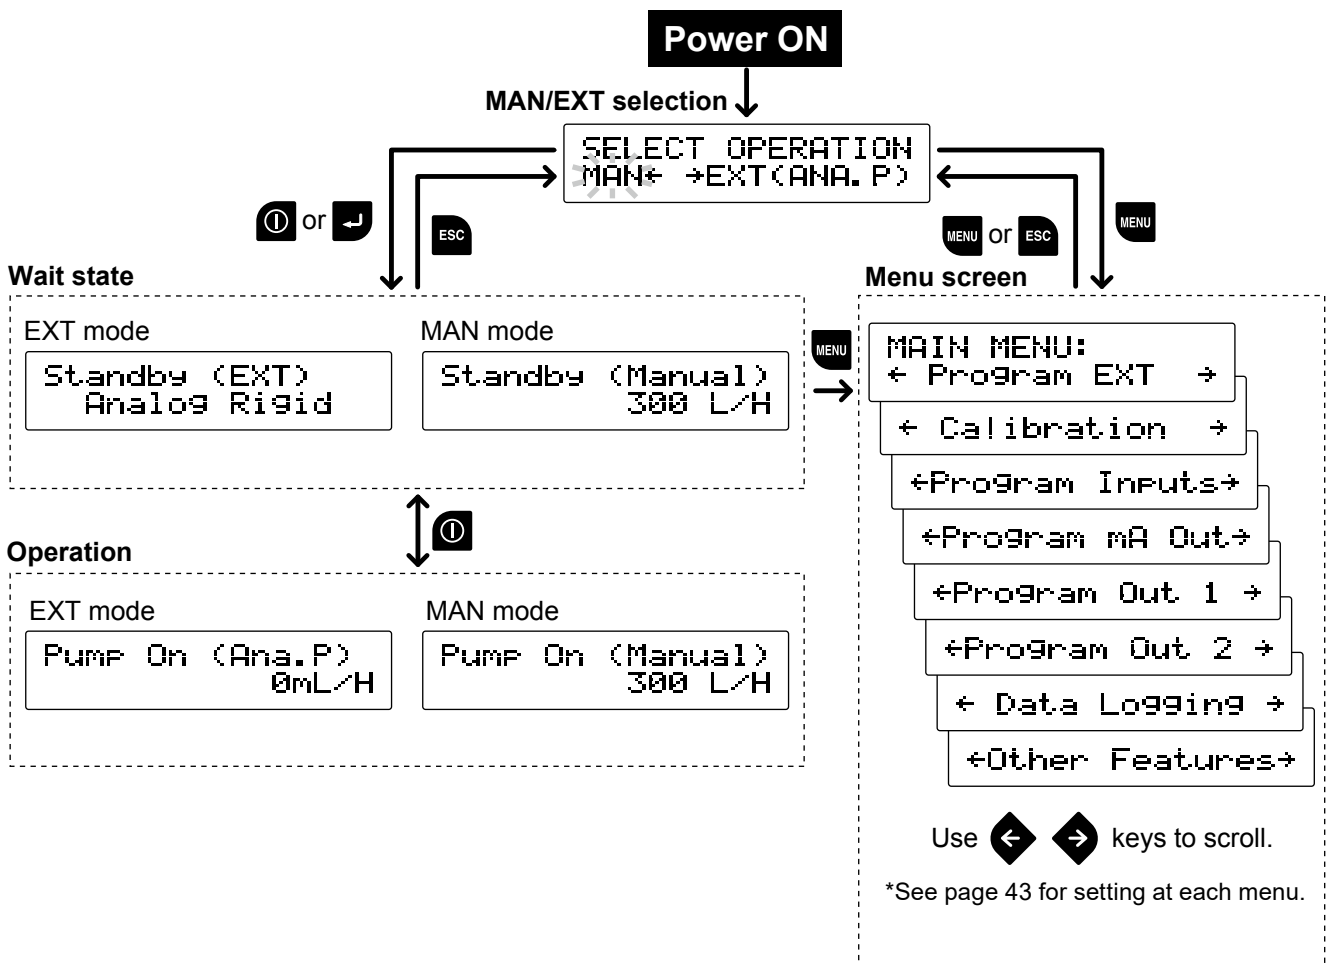 Power ON
MAN/EXT selection
SELECT OPERATION
MAN← →EXT(ANA.P)
or
ESC
MENU or ESC
MENU
Wait state
EXT mode
Standby (EXT)
Analog Rigid
MAN mode
Standby (Manual)
300 L/H
MENU
Operation
EXT mode
Pump On (Ana.P)
0mL/H
MAN mode
Pump On (Manual)
300 L/H
Menu screen
MAIN MENU:
← Program EXT →
← Calibration →
←Program Inputs→
←Program mA Out→
←Program Out 1 →
←Program Out 2 →
← Data Logging →
←Other Features→
Use ← → keys to scroll.
*See page 43 for setting at each menu.